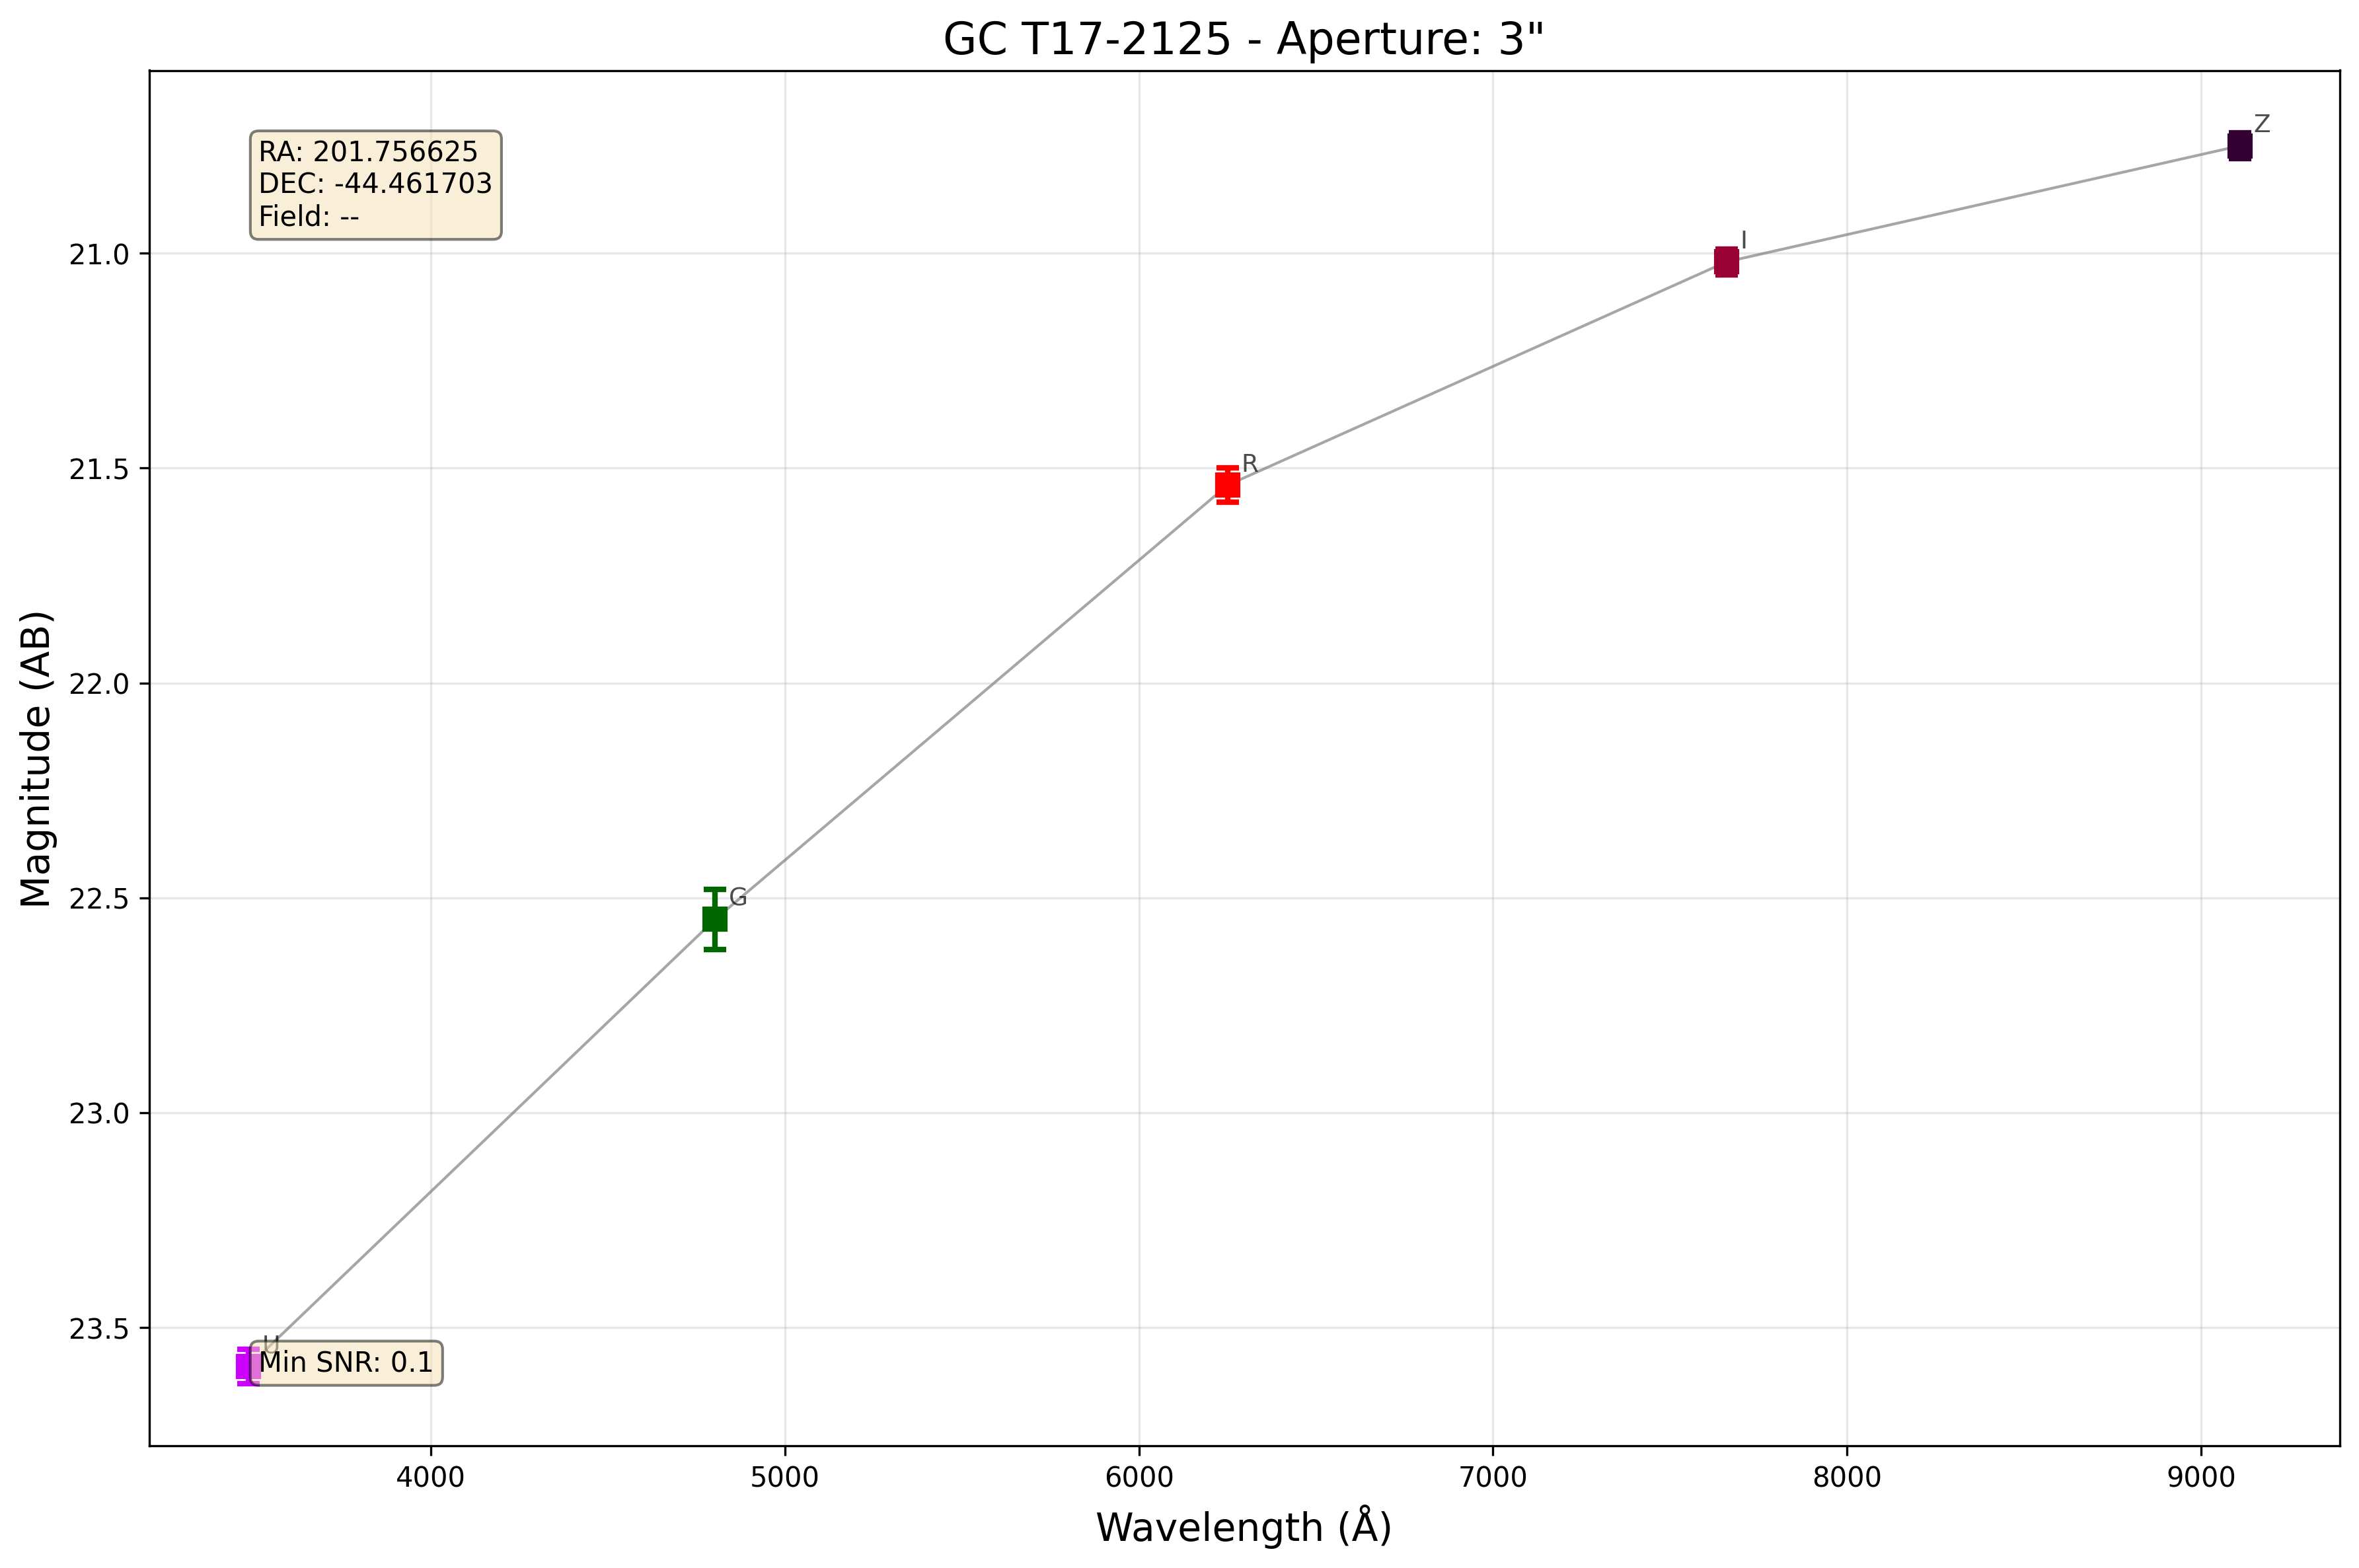 GC T17-2125 - Aperture: 3"
RA: 201.756625
DEC: -44.461703
Field: --
Z
I
R
G
U
Min SNR: 0.1
21.0
21.5
22.0
22.5
23.0
23.5
Magnitude (AB)
4000 5000 6000 7000 8000 9000
Wavelength (Å)